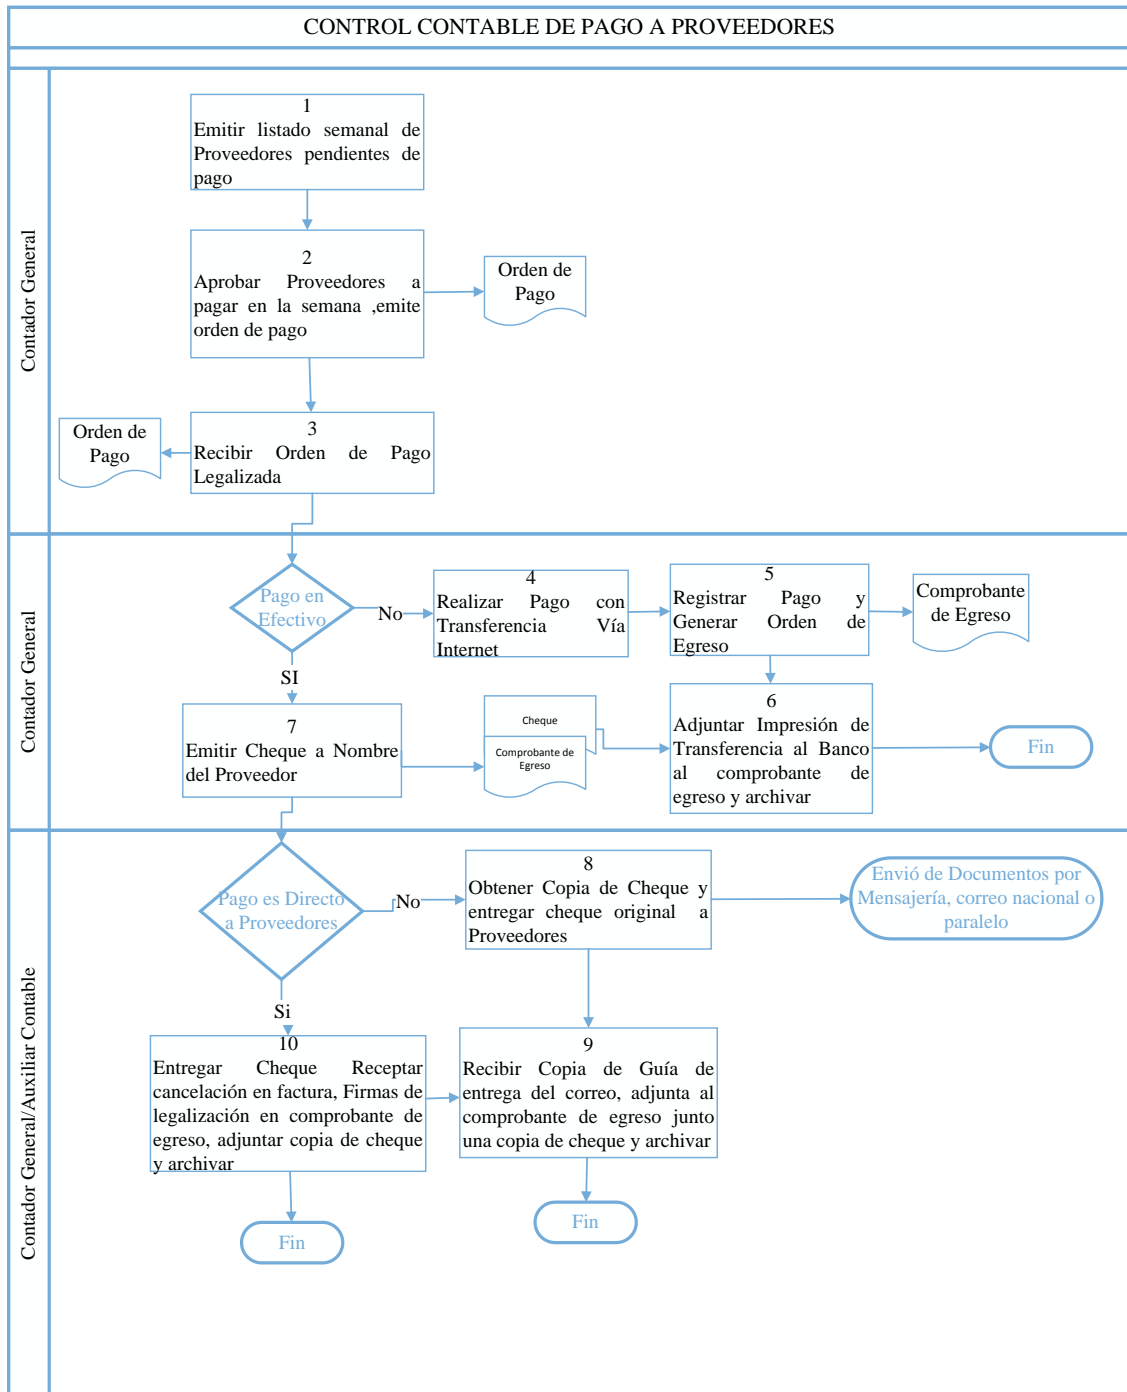 CONTROL CONTABLE DE PAGO A PROVEEDORES
Contador General
1
Emitir listado semanal de
Proveedores pendientes de
pago
2
Aprobar Proveedores a
pagar en la semana ,emite
orden de pago
Orden de
Pago
3
Recibir Orden de Pago
Legalizada
Orden de
Pago
Contador General
Pago en
Efectivo
No
4
Realizar Pago con
Transferencia Vía
Internet
5
Registrar Pago y
Generar Orden de
Egreso
Comprobante
de Egreso
SI
7
Emitir Cheque a Nombre
del Proveedor
Cheque
Comprobante de
Egreso
6
Adjuntar Impresión de
Transferencia al Banco
al comprobante de
egreso y archivar
Fin
Contador General/Auxiliar Contable
Pago es Directo
a Proveedores
No
8
Obtener Copia de Cheque y
entregar cheque original a
Proveedores
Envió de Documentos por
Mensajería, correo nacional o
paralelo
Si
10
Entregar Cheque Receptar
cancelación en factura, Firmas de
legalización en comprobante de
egreso, adjuntar copia de cheque
y archivar
9
Recibir Copia de Guía de
entrega del correo, adjunta al
comprobante de egreso junto
una copia de cheque y archivar
Fin
Fin